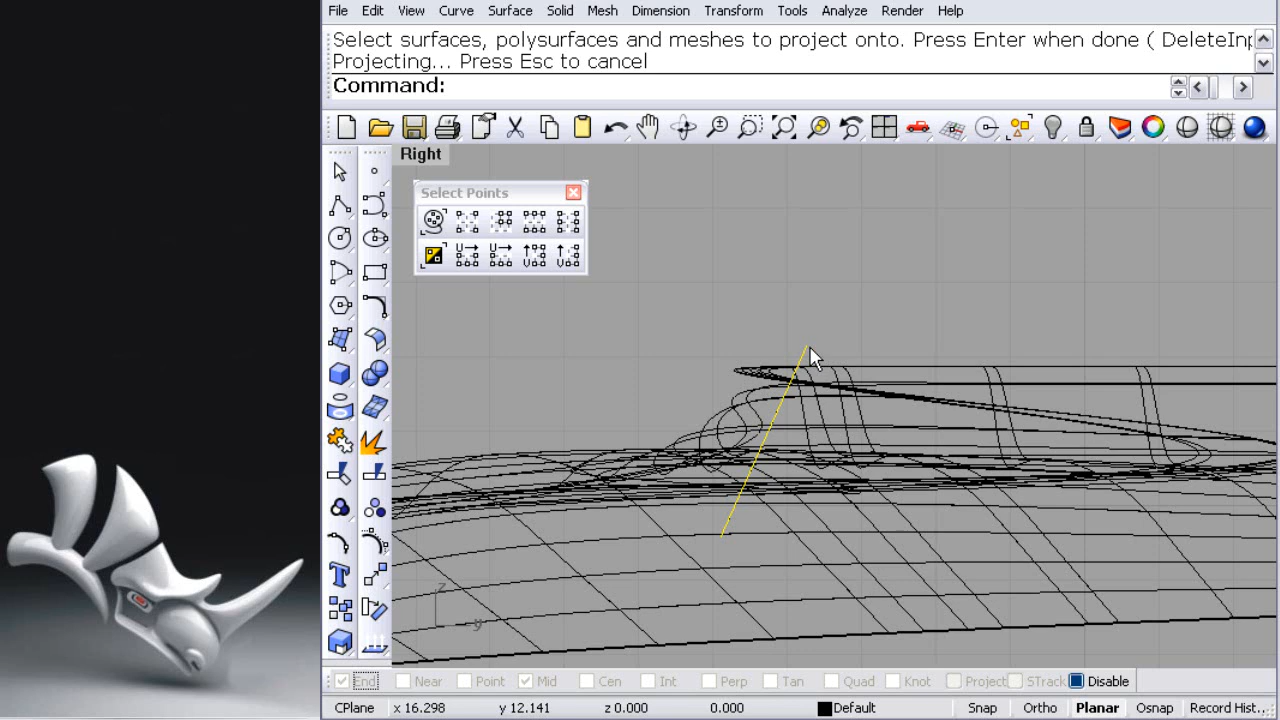 File Edit View Curve Surface Solid Mesh Dimension Transform Tools Analyze Render Help
Select surfaces, polysurfaces and meshes to project onto. Press Enter when done ( DeleteInp
Projecting... Press Esc to cancel
Command:
Right
Select Points
z
y
End Near Point Mid Cen Int Perp Tan Quad Knot Project STrack Disable
CPlane x 16.298 y 12.141 z 0.000 0.000 Default Snap Ortho Planar Osnap Record Hist...